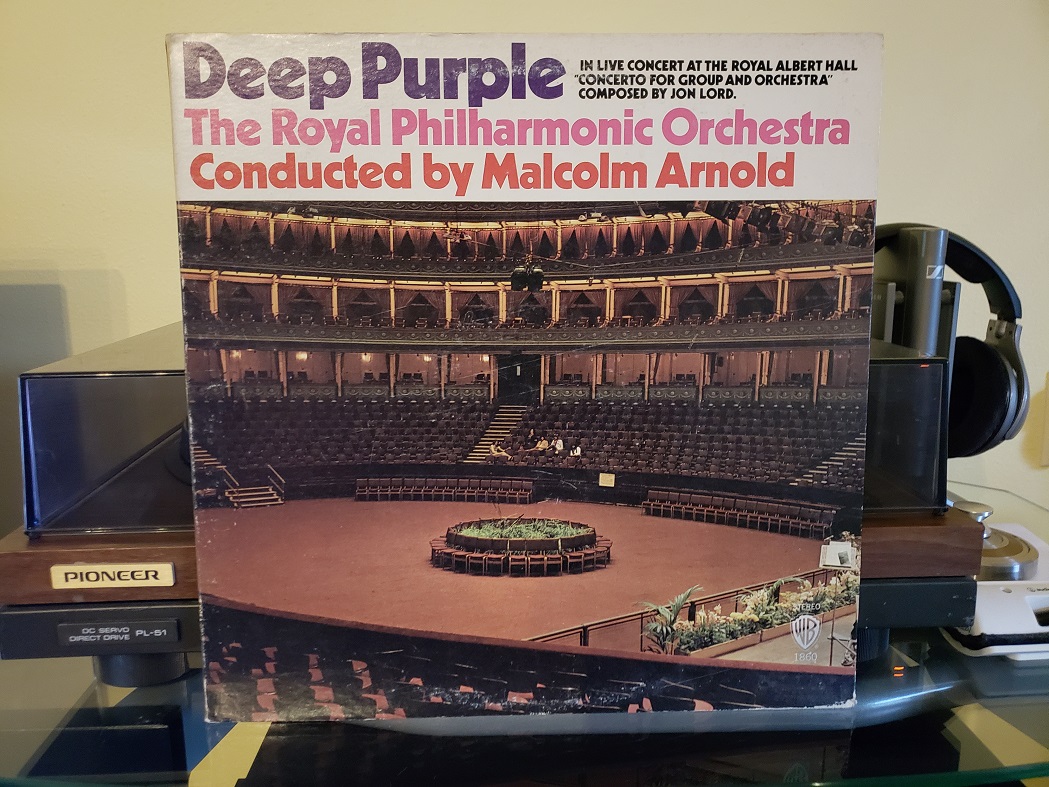 Deep Purple
IN LIVE CONCERT AT THE ROYAL ALBERT HALL
"CONCERTO FOR GROUP AND ORCHESTRA"
COMPOSED BY JON LORD.
The Royal Philharmonic Orchestra
Conducted by Malcolm Arnold
PIONEER
DC SERVO
DIRECT DRIVE PL-51
STEREO
WB
1860